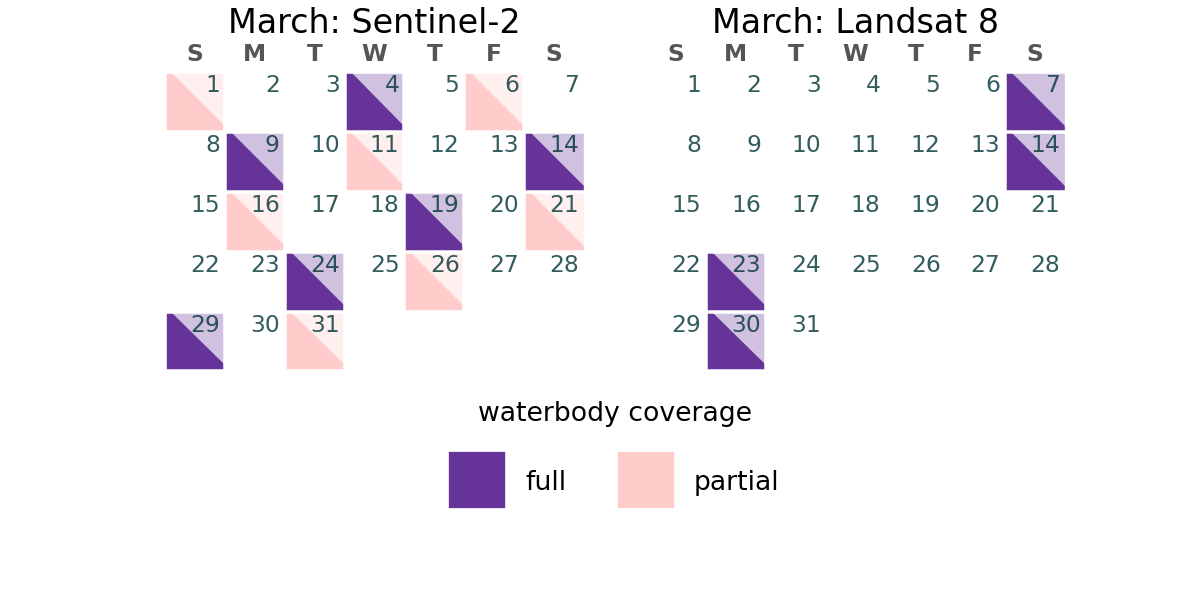 March: Sentinel-2
S M T W T F S
1 2 3 4 5 6 7
8 9 10 11 12 13 14
15 16 17 18 19 20 21
22 23 24 25 26 27 28
29 30 31
March: Landsat 8
S M T W T F S
1 2 3 4 5 6 7
8 9 10 11 12 13 14
15 16 17 18 19 20 21
22 23 24 25 26 27 28
29 30 31
waterbody coverage
full partial